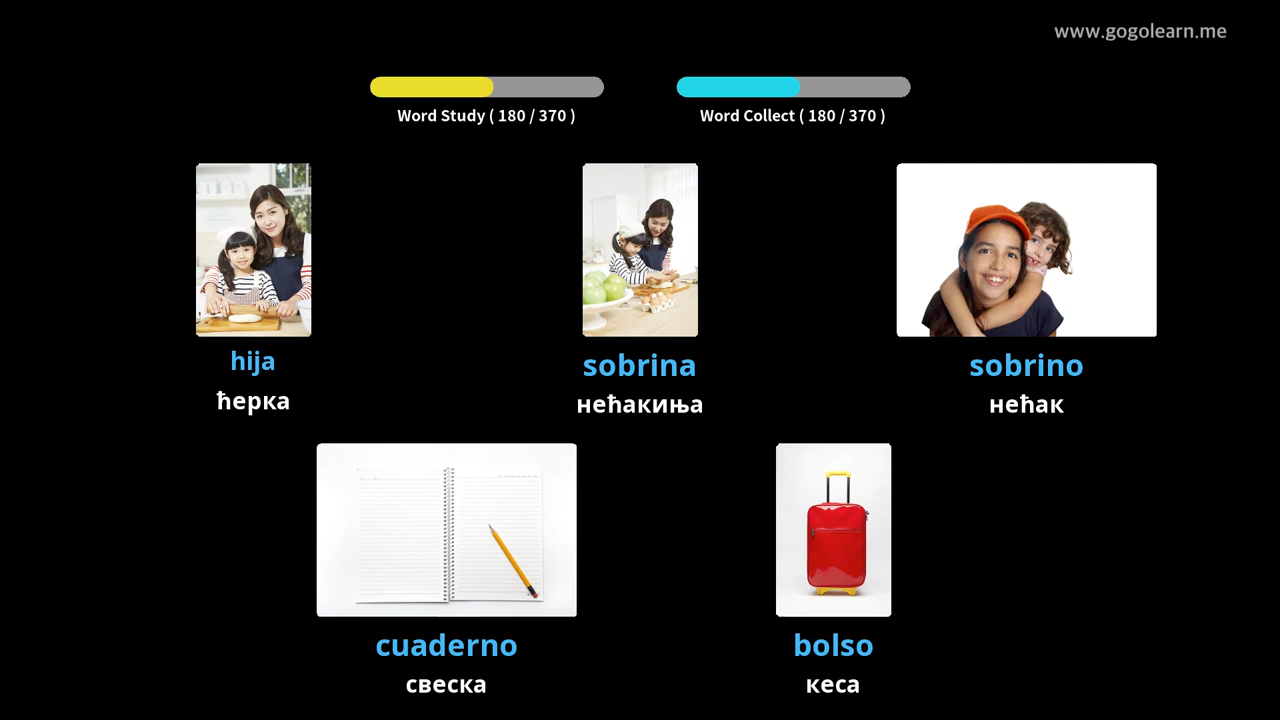 www.gogolearn.me
Word Study ( 180 / 370 )
Word Collect ( 180 / 370 )
hija
ћерка
sobrina
нећакиња
sobrino
нећак
cuaderno
свеска
bolso
кеса